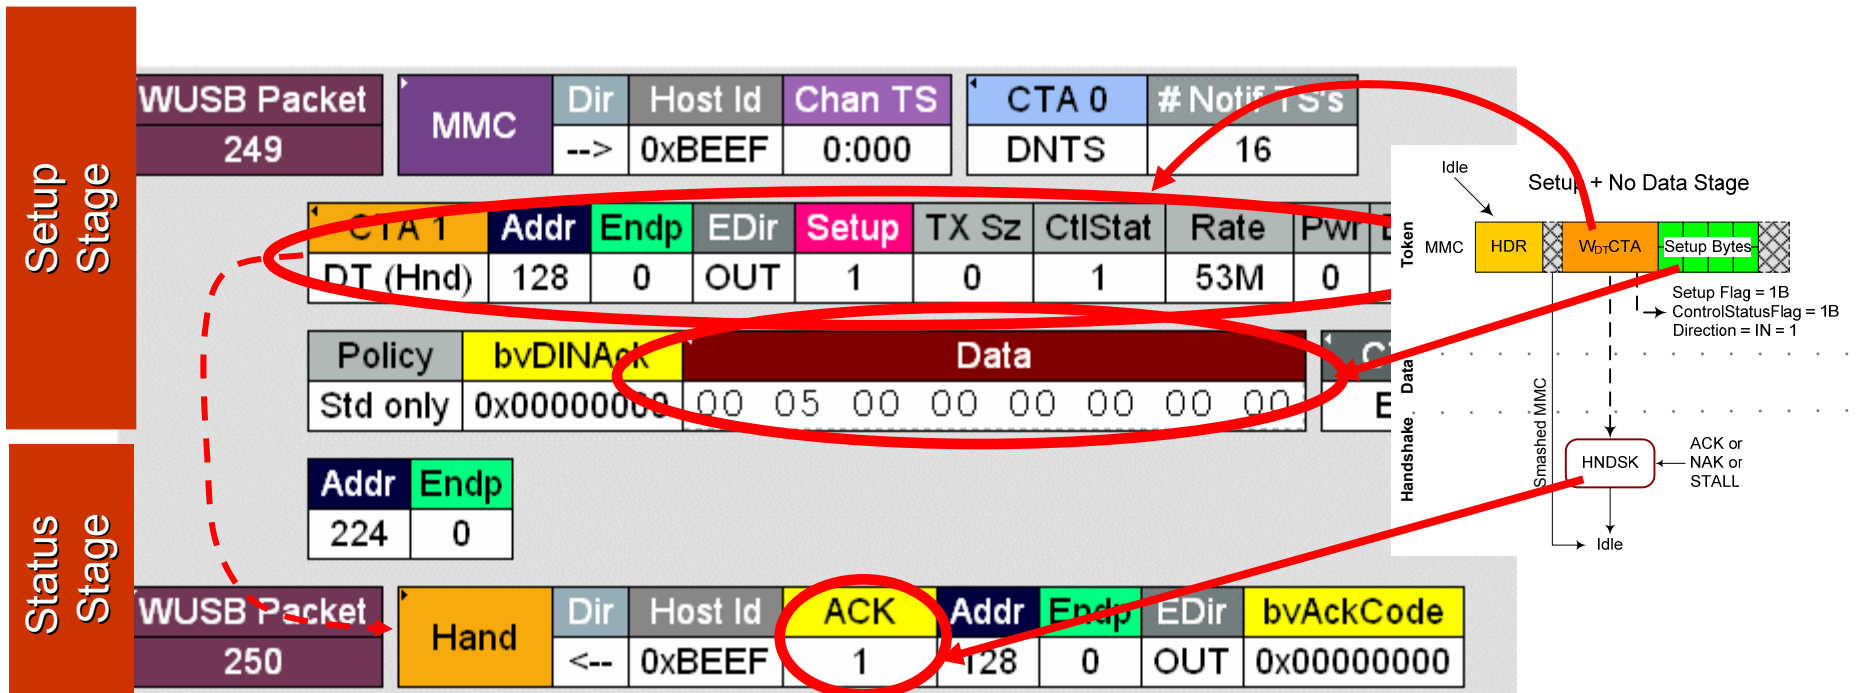 Setup
Stage
WUSB Packet
249
MMC
Dir Host Id Chan TS
--> 0xBEEF 0:000
CTA 0 # Notif TS's
DNTS 16
CTA 1 Addr Endp EDir Setup TX Sz CtlStat Rate Pwr
DT (Hnd) 128 0 OUT 1 0 1 53M 0
Policy bvDINAck Data
Std only 0x00000000 00 05 00 00 00 00 00 00
Addr Endp
224 0
Status
Stage
WUSB Packet
250
Hand
Dir Host Id ACK Addr Endp EDir bvAckCode
<-- 0xBEEF 1 128 0 OUT 0x00000000
Idle
Setup + No Data Stage
Token
MMC HDR WDTCTA Setup Bytes
Setup Flag = 1B
ControlStatusFlag = 1B
Direction = IN = 1
Data
Smashed MMC
Handshake
HNDSK
ACK or
NAK or
STALL
Idle